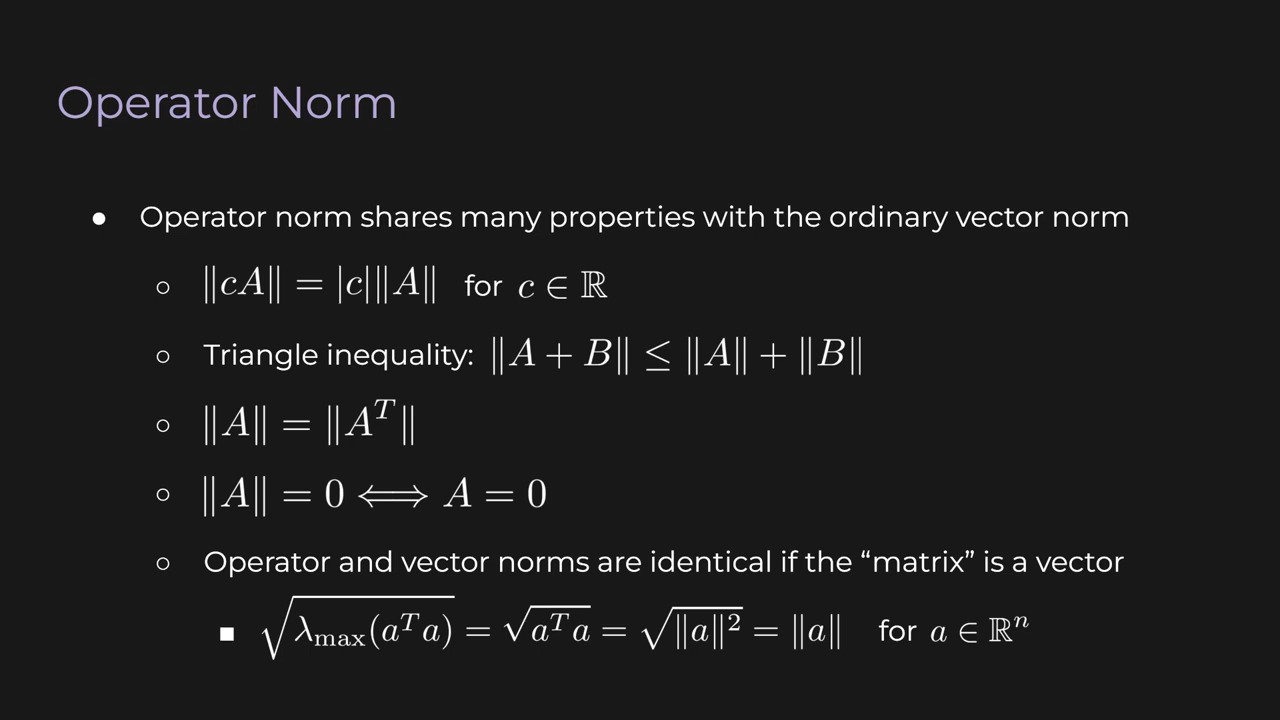 Operator Norm
● Operator norm shares many properties with the ordinary vector norm
○ ‖cA‖ = |c|‖A‖ for c ∈ ℝ
○ Triangle inequality: ‖A + B‖ ≤ ‖A‖ + ‖B‖
○ ‖A‖ = ‖Aᵀ‖
○ ‖A‖ = 0 ⟺ A = 0
○ Operator and vector norms are identical if the “matrix” is a vector
■ √(λₘₐₓ(aᵀa)) = √(aᵀa) = √(‖a‖²) = ‖a‖ for a ∈ ℝⁿ